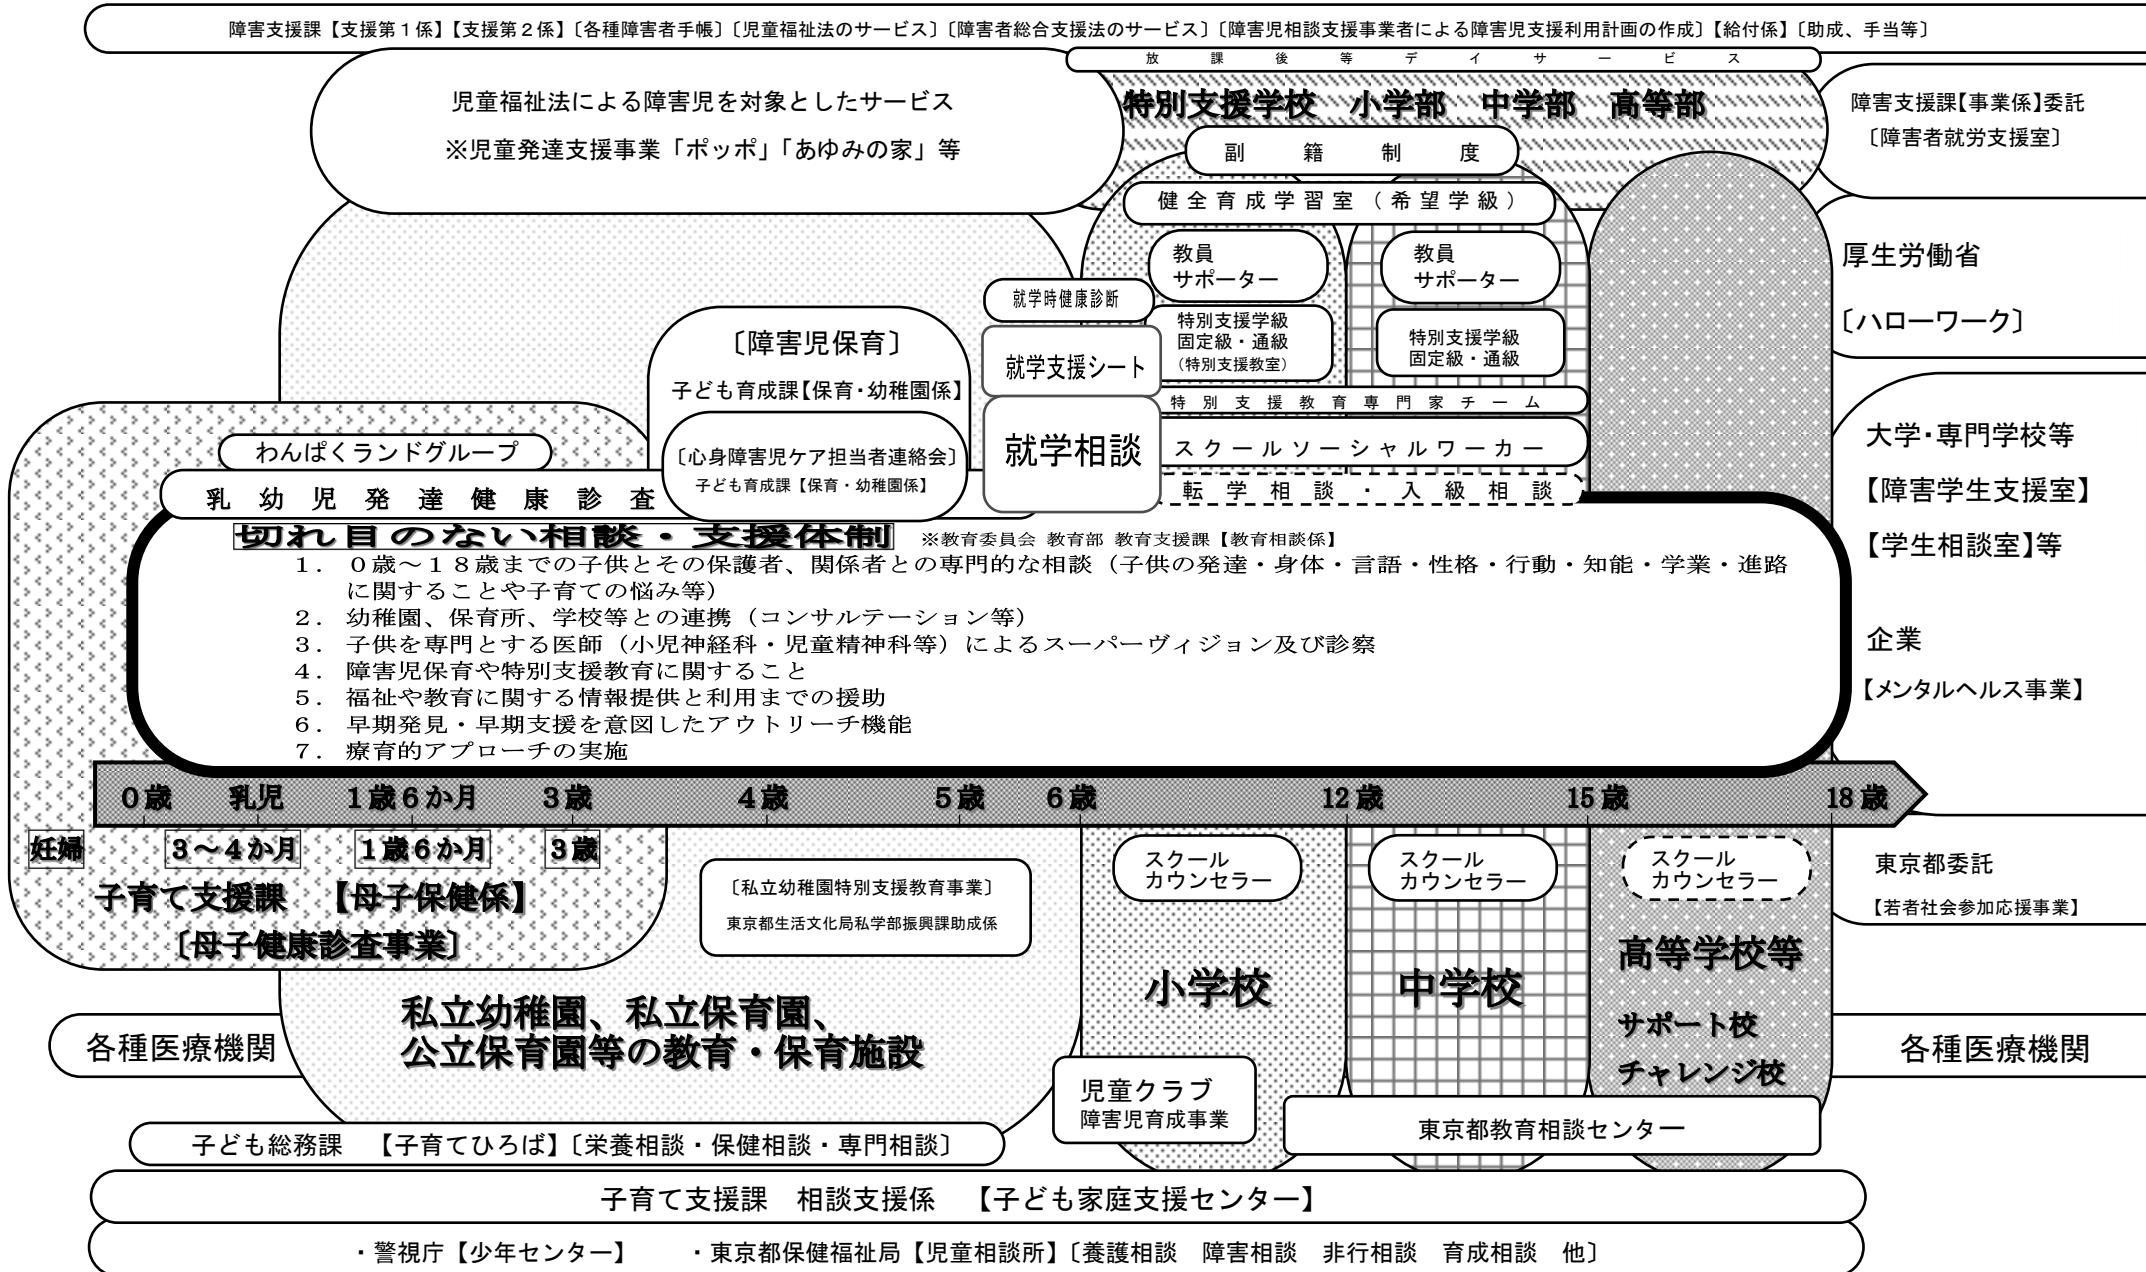 障害支援課【支援第１係】【支援第２係】〔各種障害者手帳〕〔児童福祉法のサービス〕〔障害者総合支援法のサービス〕〔障害児相談支援事業者による障害児支援利用計画の作成〕【給付係】〔助成、手当等〕
放課後等デイサービス
児童福祉法による障害児を対象としたサービス
※児童発達支援事業「ポッポ」「あゆみの家」等
特別支援学校　小学部　中学部　高等部
障害支援課【事業係】委託
〔障害者就労支援室〕
副籍制度
健全育成学習室（希望学級）
教員
サポーター
教員
サポーター
厚生労働省
〔ハローワーク〕
就学時健康診断
特別支援学級
固定級・通級
（特別支援教室）
特別支援学級
固定級・通級
〔障害児保育〕
子ども育成課【保育・幼稚園係】
就学支援シート
特別支援教育専門家チーム
わんぱくランドグループ
〔心身障害児ケア担当者連絡会〕
子ども育成課【保育・幼稚園係】
就学相談
スクールソーシャルワーカー
乳幼児発達健康診査
転学相談・入級相談
大学・専門学校等
【障害学生支援室】
【学生相談室】等
企業
【メンタルヘルス事業】
切れ目のない相談・支援体制
※教育委員会 教育部 教育支援課【教育相談係】
１．０歳～１８歳までの子供とその保護者、関係者との専門的な相談（子供の発達・身体・言語・性格・行動・知能・学業・進路
に関することや子育ての悩み等）
２．幼稚園、保育所、学校等との連携（コンサルテーション等）
３．子供を専門とする医師（小児神経科・児童精神科等）によるスーパーヴィジョン及び診察
４．障害児保育や特別支援教育に関すること
５．福祉や教育に関する情報提供と利用までの援助
６．早期発見・早期支援を意図したアウトリーチ機能
７．療育的アプローチの実施
０歳　乳児　１歳６か月　３歳　４歳　５歳　６歳　12歳　15歳　18歳
妊婦　３～４か月　１歳６か月　３歳
子育て支援課　【母子保健係】
〔母子健康診査事業〕
〔私立幼稚園特別支援教育事業〕
東京都生活文化局私学部振興課助成係
スクール
カウンセラー
スクール
カウンセラー
スクール
カウンセラー
東京都委託
【若者社会参加応援事業】
小学校
中学校
高等学校等
サポート校
チャレンジ校
私立幼稚園、私立保育園、
公立保育園等の教育・保育施設
各種医療機関
各種医療機関
児童クラブ
障害児育成事業
東京都教育相談センター
子ども総務課　【子育てひろば】〔栄養相談・保健相談・専門相談〕
子育て支援課　相談支援係　【子ども家庭支援センター】
・警視庁【少年センター】　・東京都保健福祉局【児童相談所】〔養護相談　障害相談　非行相談　育成相談　他〕